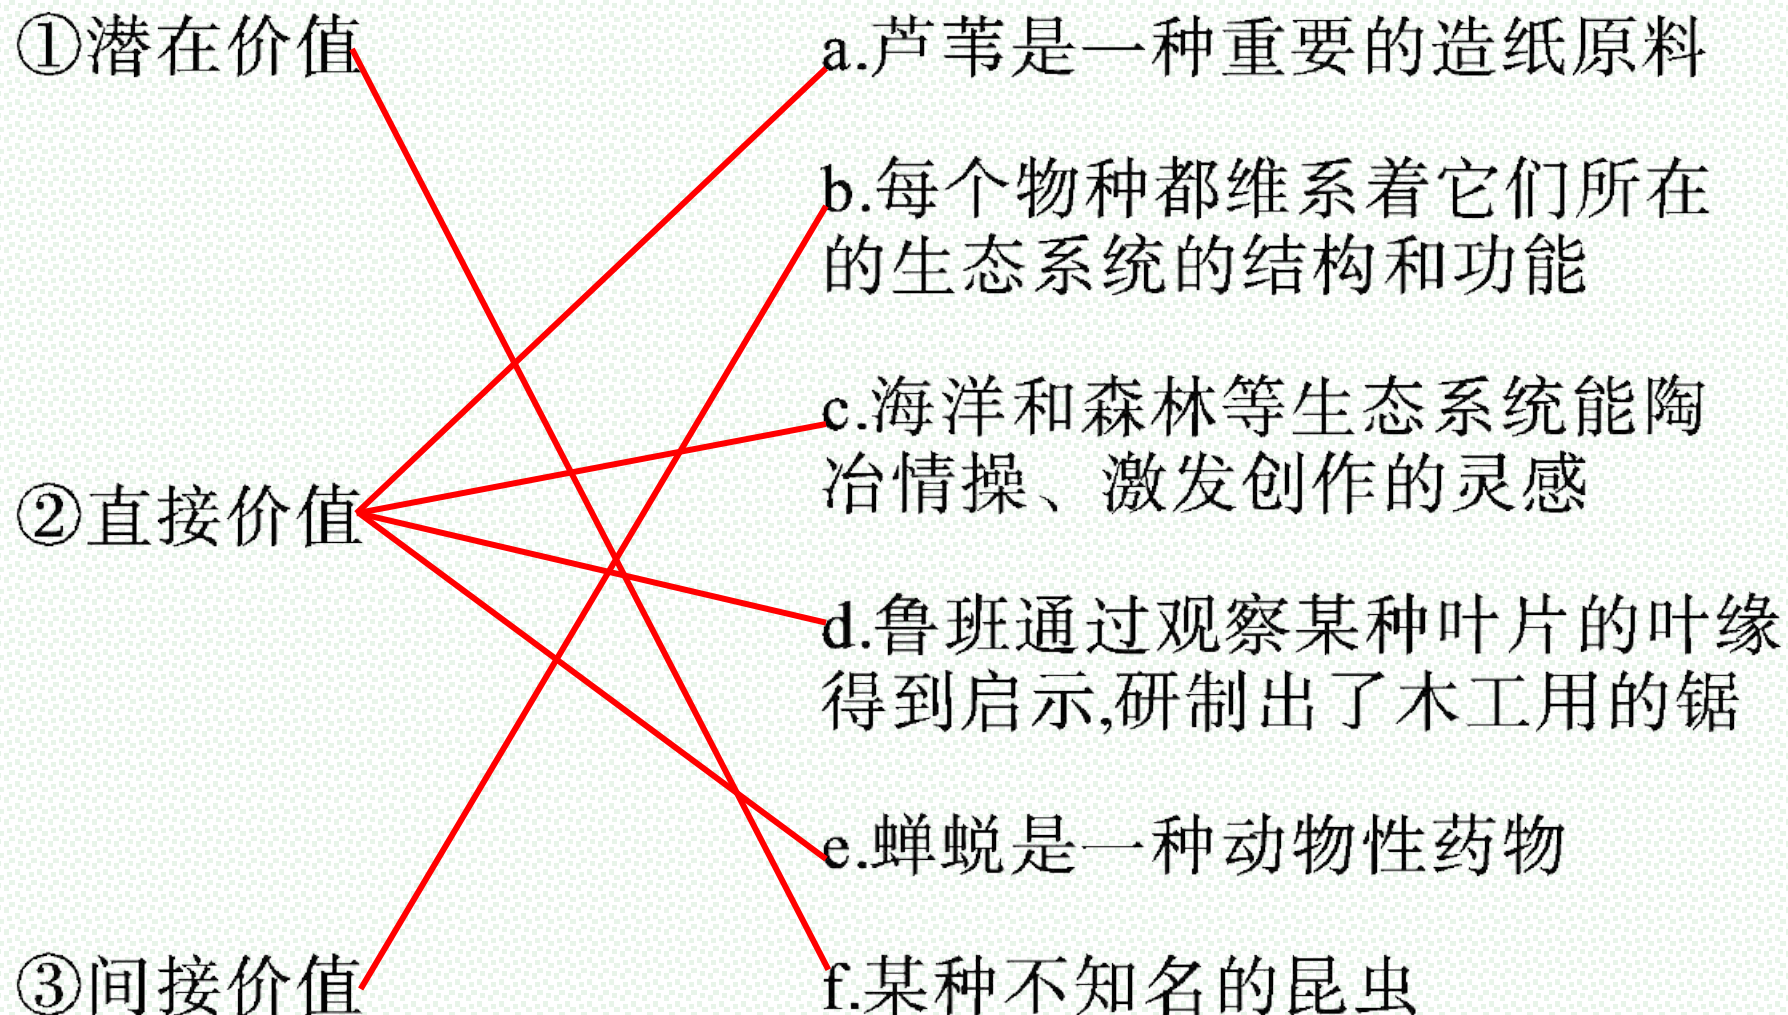 ①潜在价值
a.芦苇是一种重要的造纸原料
b.每个物种都维系着它们所在
的生态系统的结构和功能
c.海洋和森林等生态系统能陶
冶情操、激发创作的灵感
②直接价值
d.鲁班通过观察某种叶片的叶缘
得到启示,研制出了木工用的锯
e.蝉蜕是一种动物性药物
③间接价值
f.某种不知名的昆虫